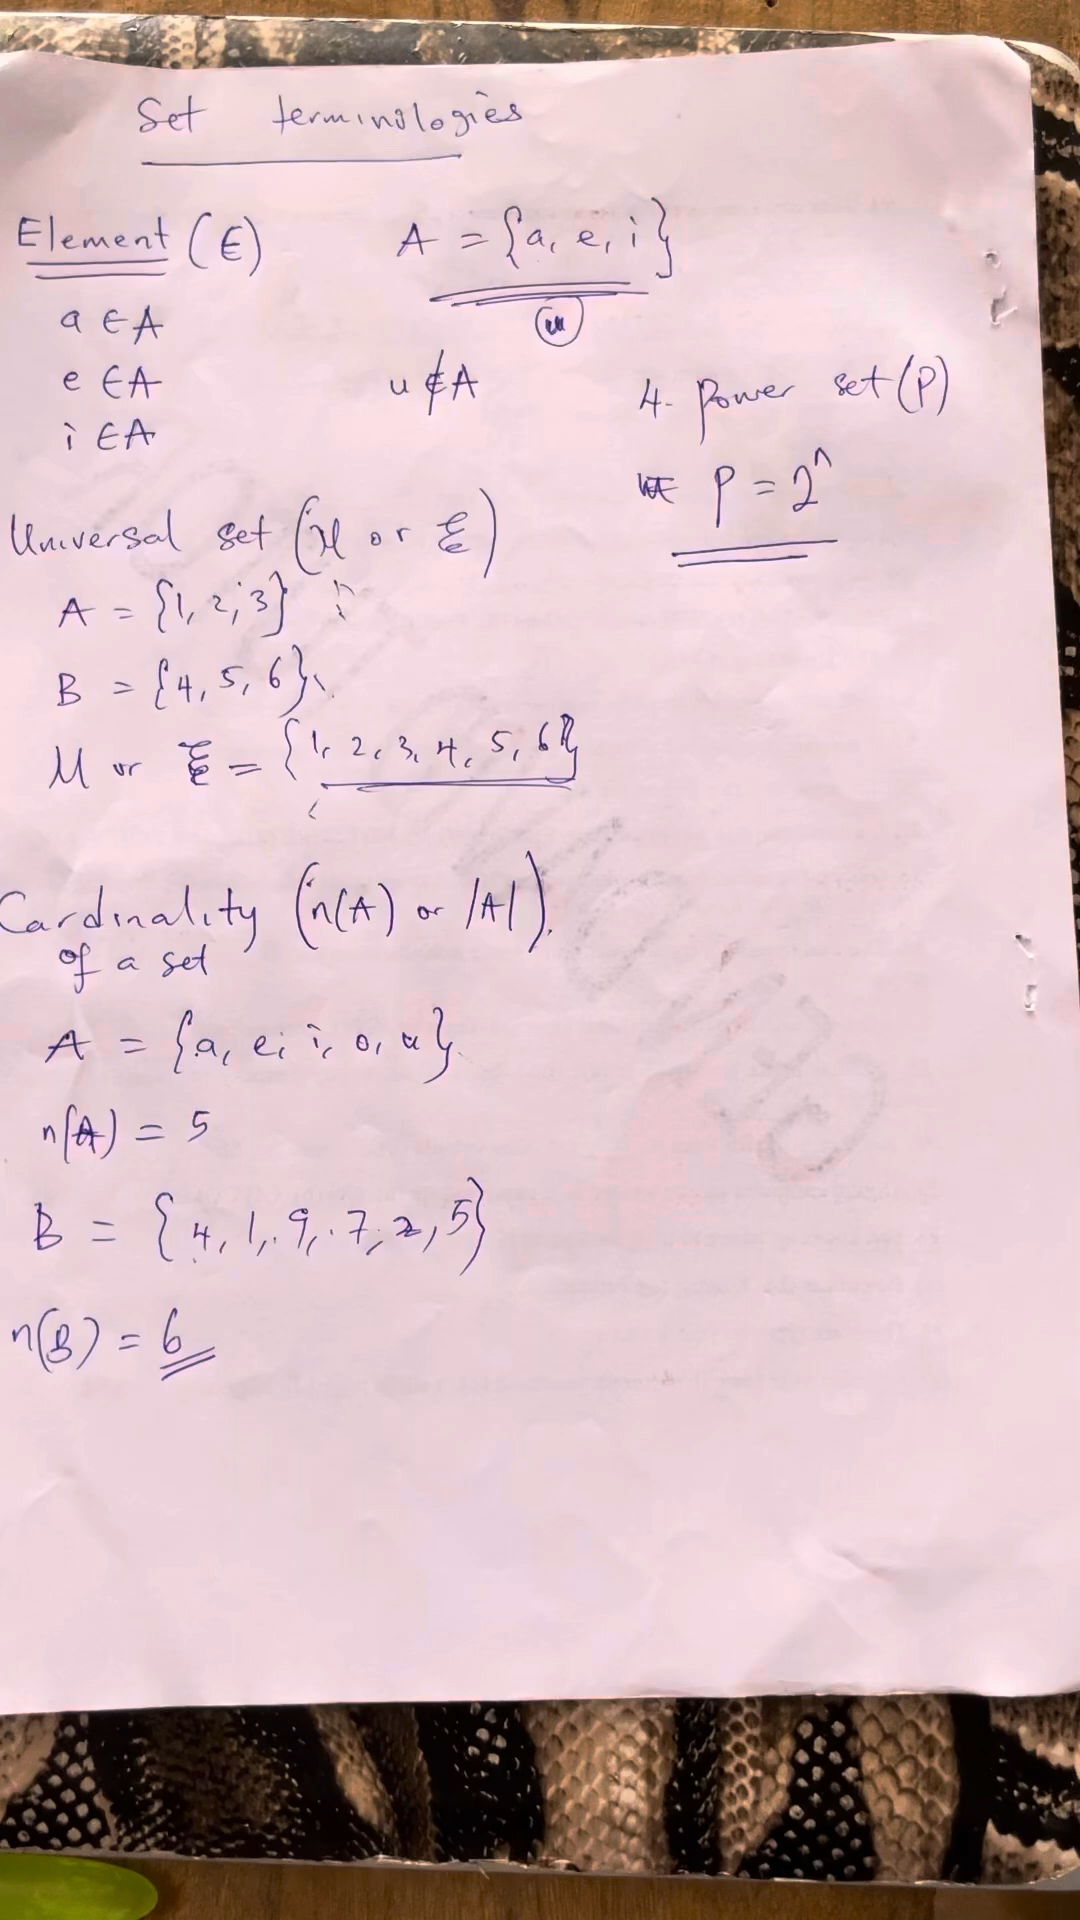 Set terminologies
Element (∈)
A = {a, e, i}
a ∈ A
e ∈ A
u ∉ A
i ∈ A
4. Power set (P)
P = 2^n
Universal set (μ or ξ)
A = {1, 2, 3}
B = {4, 5, 6}
μ or ξ = {1, 2, 3, 4, 5, 6}
Cardinality (n(A) or |A|).
of a set
A = {a, e, i, o, u}
n(A) = 5
B = {4, 1, 9, 7, 2, 5}
n(B) = 6